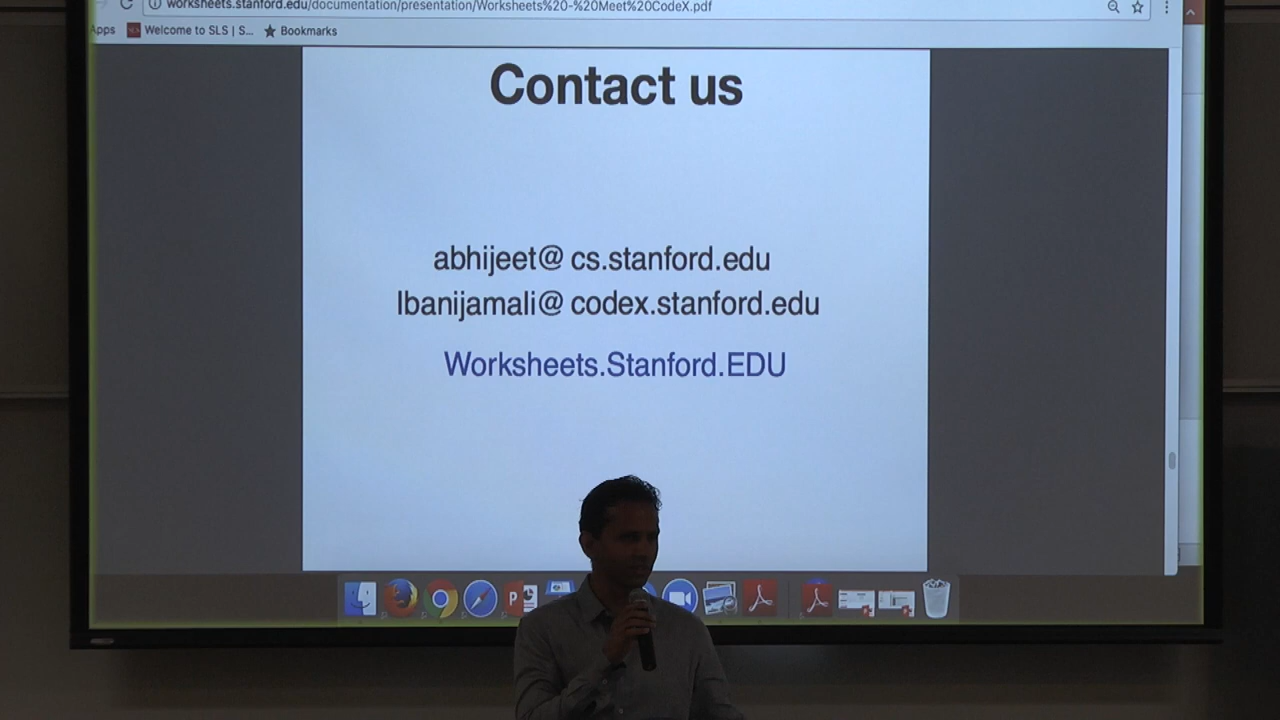 worksheets.stanford.edu/documentation/presentation/Worksheets%20-%20Meet%20CodeX.pdf
Apps SLS Welcome to SLS | S... Bookmarks
Contact us
abhijeet@ cs.stanford.edu
lbanijamali@ codex.stanford.edu
Worksheets.Stanford.EDU
P